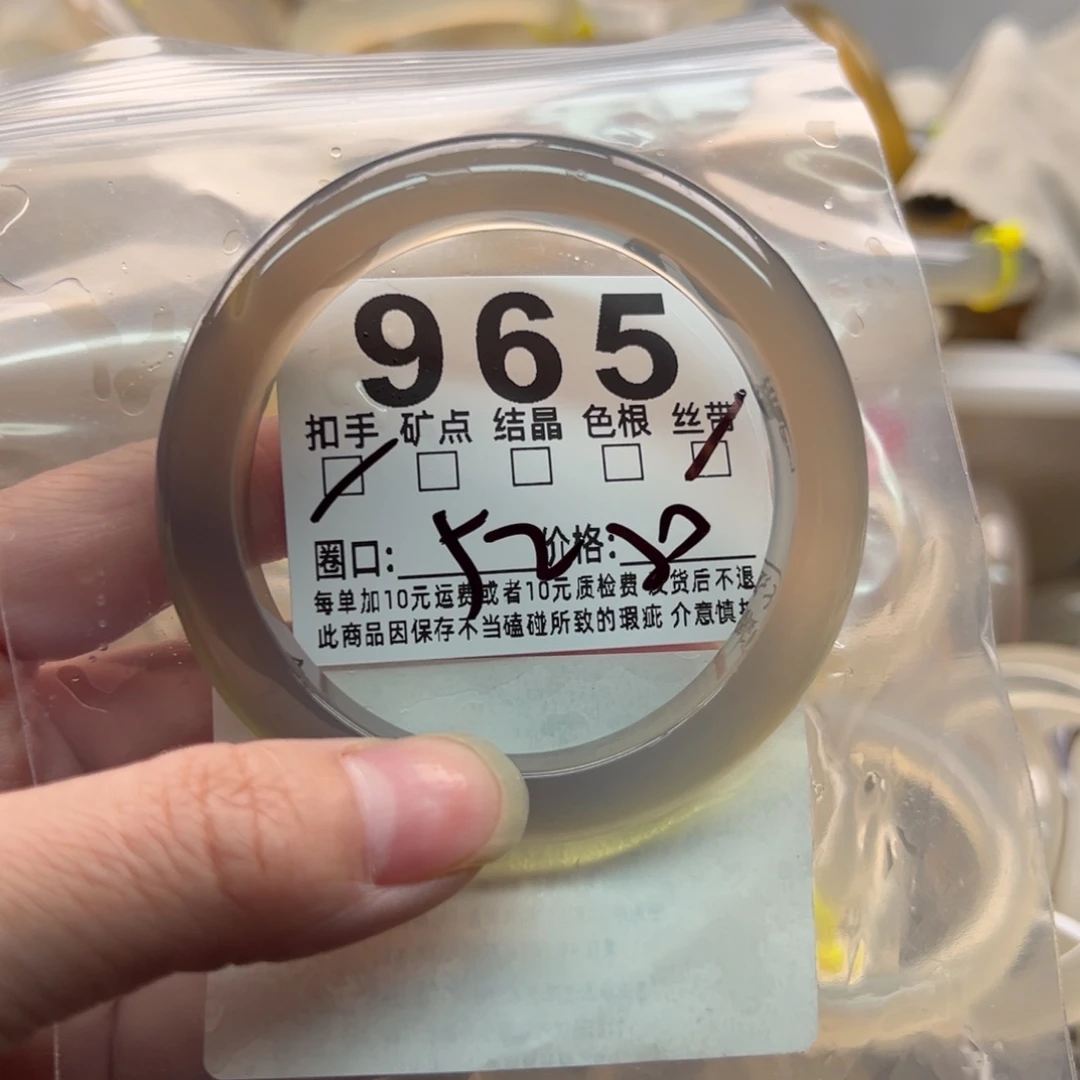 965
扣手 矿点 结晶 色根 丝带
圈口: 价格:
每单加10元运费或者10元质检费 发货后不退
此商品因保存不当磕碰所致的瑕疵 介意慎